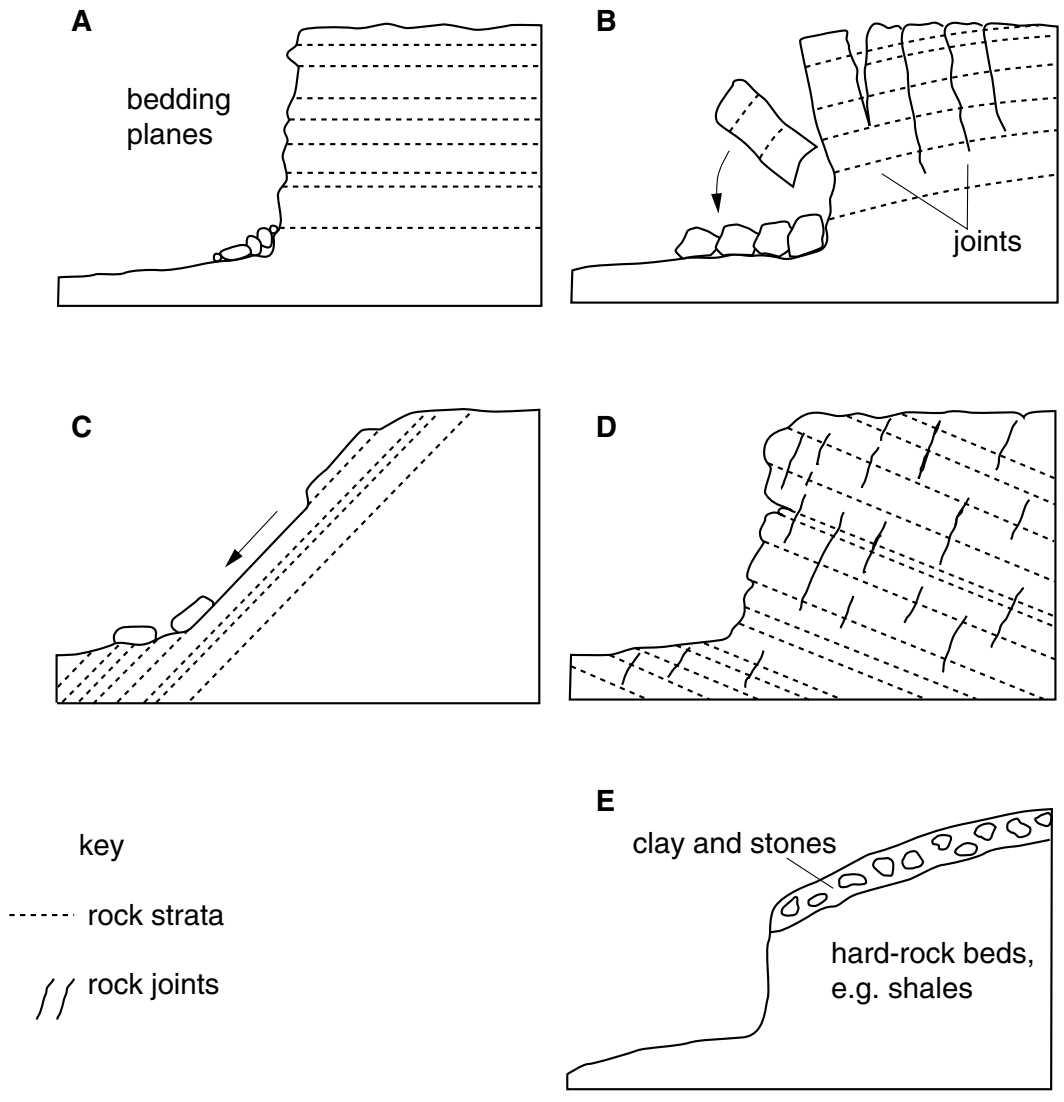 A
bedding
planes
B
joints
C
D
key
rock strata
rock joints
E
clay and stones
hard-rock beds,
e.g. shales